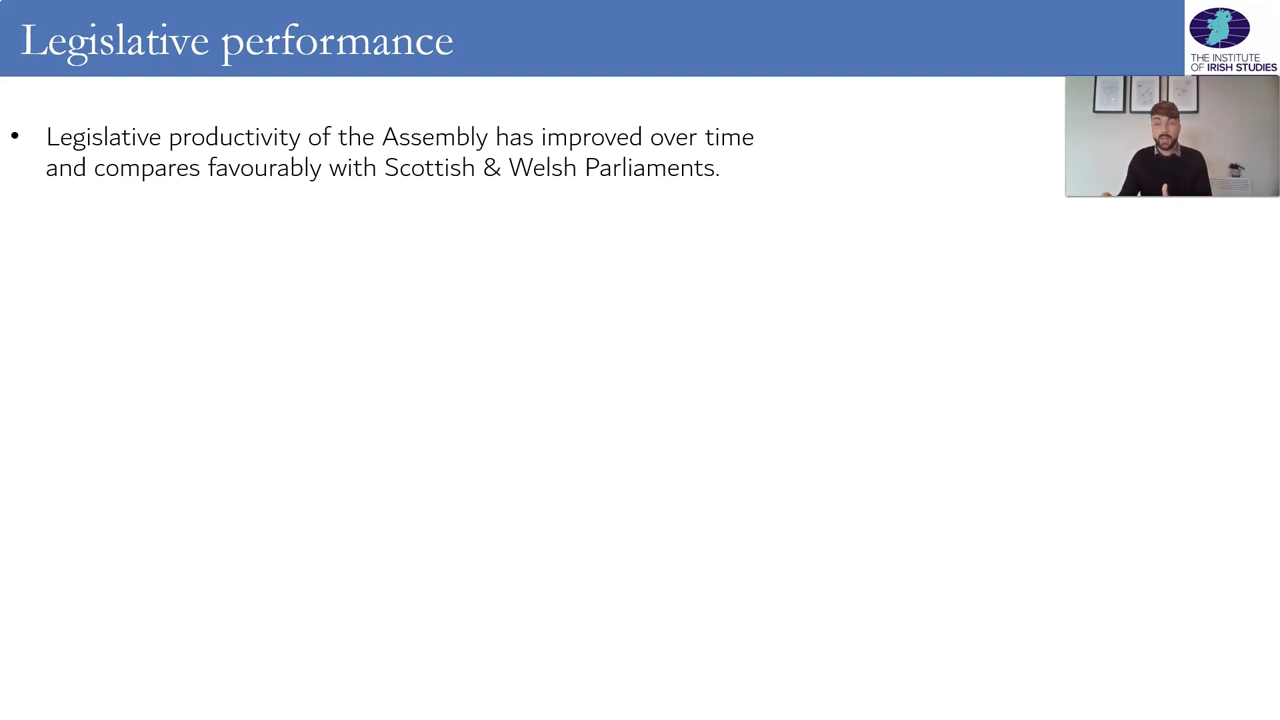 Legislative performance
THE INSTITUTE
OF IRISH STUDIES
• Legislative productivity of the Assembly has improved over time
and compares favourably with Scottish & Welsh Parliaments.